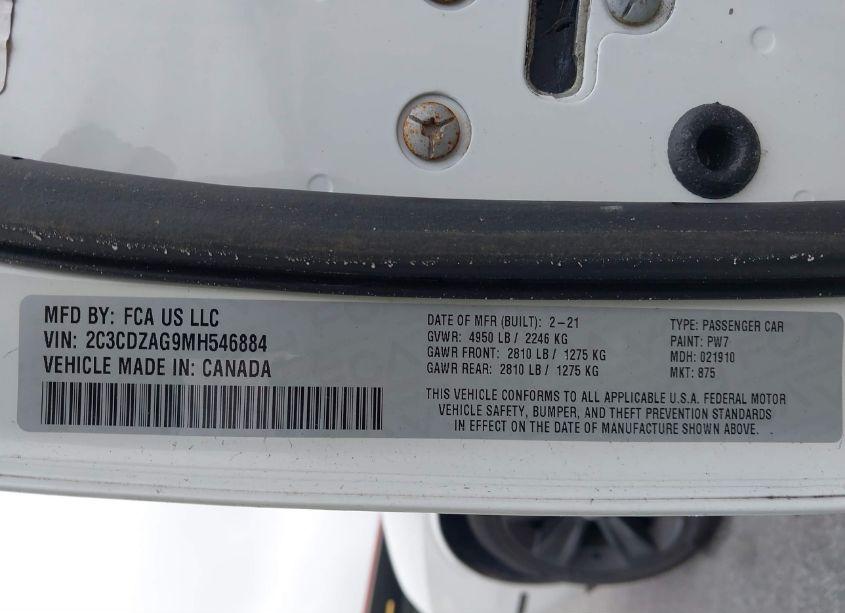 MFD BY: FCA US LLC
VIN: 2C3CDZAG9MH546884
VEHICLE MADE IN: CANADA
DATE OF MFR (BUILT): 2-21
GVWR: 4950 LB / 2246 KG
GAWR FRONT: 2810 LB / 1275 KG
GAWR REAR: 2810 LB / 1275 KG
TYPE: PASSENGER CAR
PAINT: PW7
MDH: 021910
MKT: 875
THIS VEHICLE CONFORMS TO ALL APPLICABLE U.S.A. FEDERAL MOTOR
VEHICLE SAFETY, BUMPER, AND THEFT PREVENTION STANDARDS
IN EFFECT ON THE DATE OF MANUFACTURE SHOWN ABOVE.